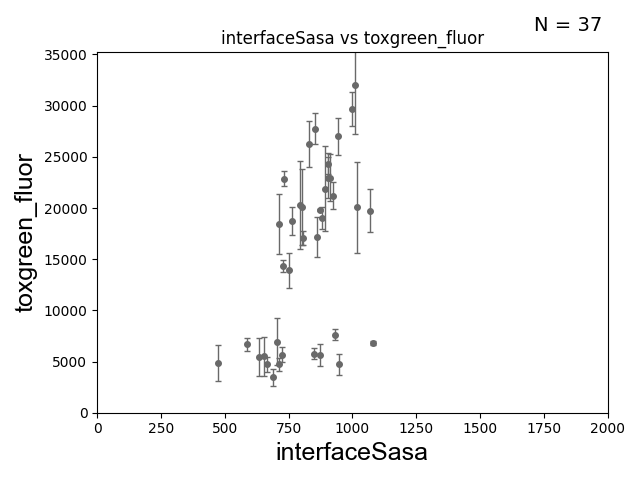 N = 37
interfaceSasa vs toxgreen_fluor
35000
30000
25000
20000
15000
10000
5000
0
toxgreen_fluor
0 250 500 750 1000 1250 1500 1750 2000
interfaceSasa